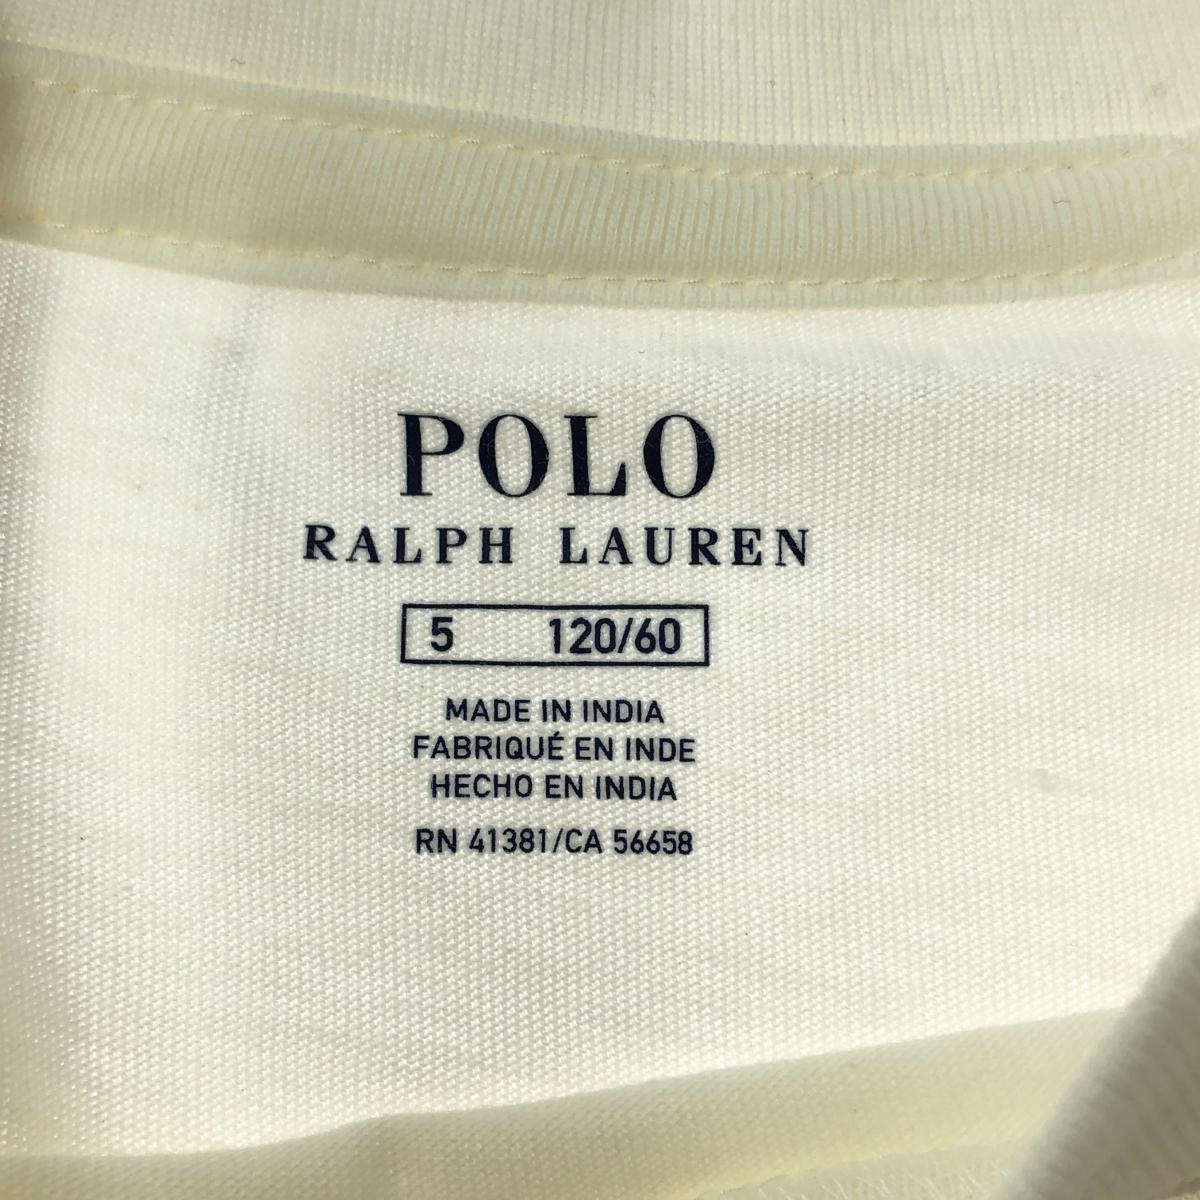 POLO
RALPH LAUREN
5 120/60
MADE IN INDIA
FABRIQUÉ EN INDE
HECHO EN INDIA
RN 41381/CA 56658